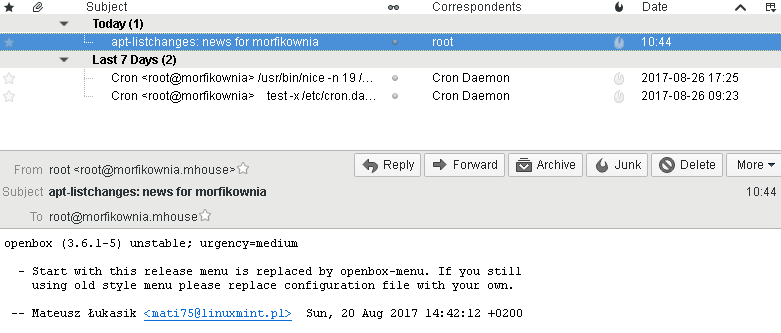 Subject Correspondents Date
Today (1)
apt-listchanges: news for morfikownia root 10:44
Last 7 Days (2)
Cron <root@morfikownia> /usr/bin/nice -n 19 /... Cron Daemon 2017-08-26 17:25
Cron <root@morfikownia> test -x /etc/cron.da... Cron Daemon 2017-08-26 09:23
From root <root@morfikownia.mhouse> Reply Forward Archive Junk Delete More
Subject apt-listchanges: news for morfikownia 10:44
To root@morfikownia.mhouse
openbox (3.6.1-5) unstable; urgency=medium
- Start with this release menu is replaced by openbox-menu. If you still
using old style menu please replace configuration file with your own.
-- Mateusz Łukasik <mati75@linuxmint.pl> Sun, 20 Aug 2017 14:42:12 +0200